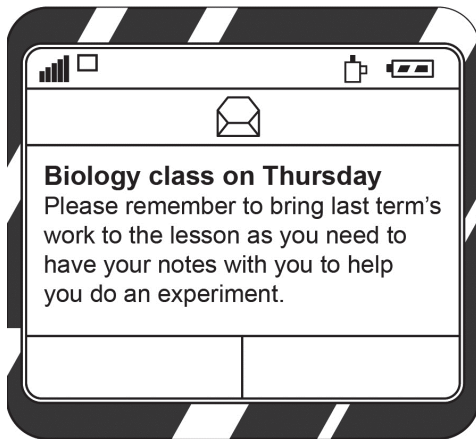 Biology class on Thursday
Please remember to bring last term's
work to the lesson as you need to
have your notes with you to help
you do an experiment.